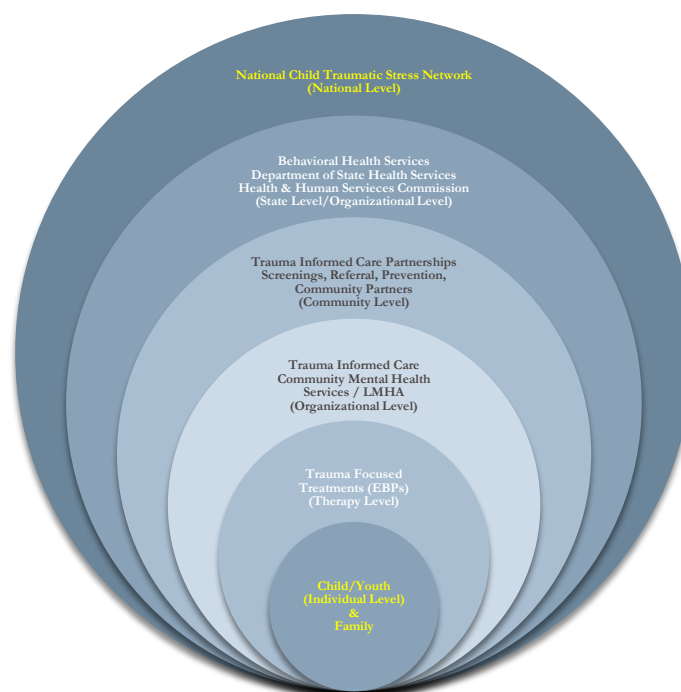 National Child Traumatic Stress Network
(National Level)
Behavioral Health Services
Department of State Health Services
Health & Human Servieces Commission
(State Level/Organizational Level)
Trauma Informed Care Partnerships
Screenings, Referral, Prevention,
Community Partners
(Community Level)
Trauma Informed Care
Community Mental Health
Services / LMHA
(Organizational Level)
Trauma Focused
Treatments (EBPs)
(Therapy Level)
Child/Youth
(Individual Level)
&
Family